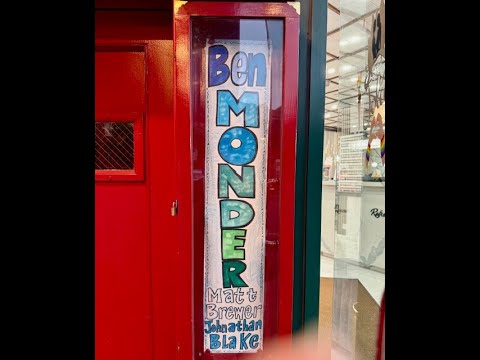 Ben
MONDER
Matt
Brewer
Johnathan
BLAKE